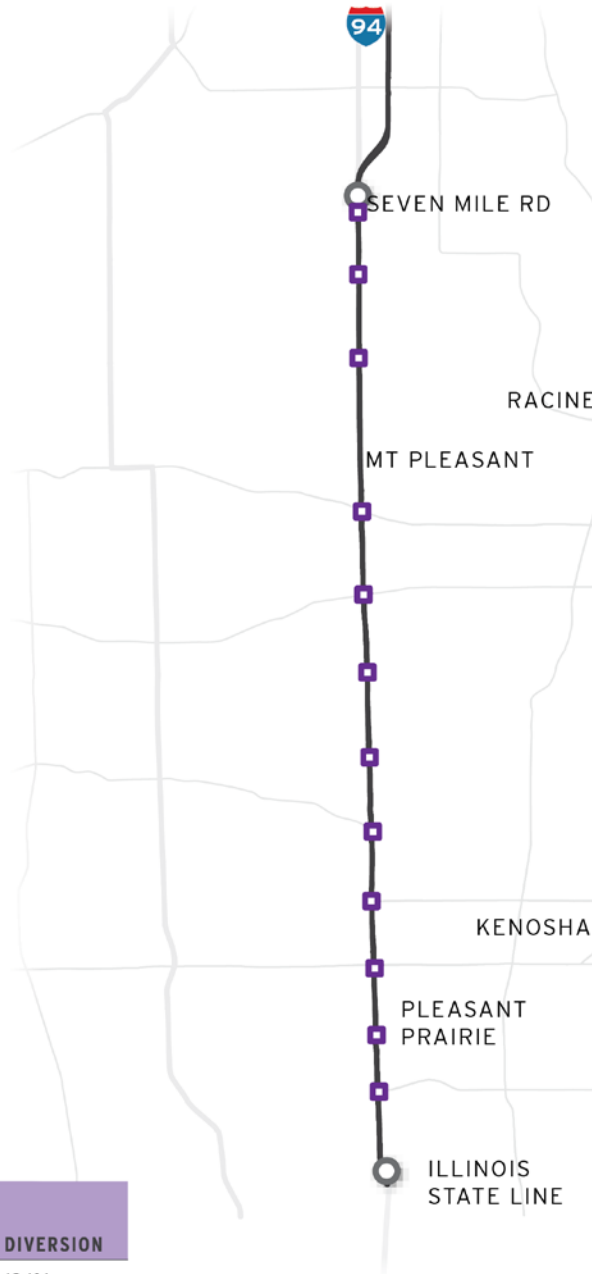 94
SEVEN MILE RD
RACINE
MT PLEASANT
KENOSHA
PLEASANT
PRAIRIE
ILLINOIS
STATE LINE
DIVERSION